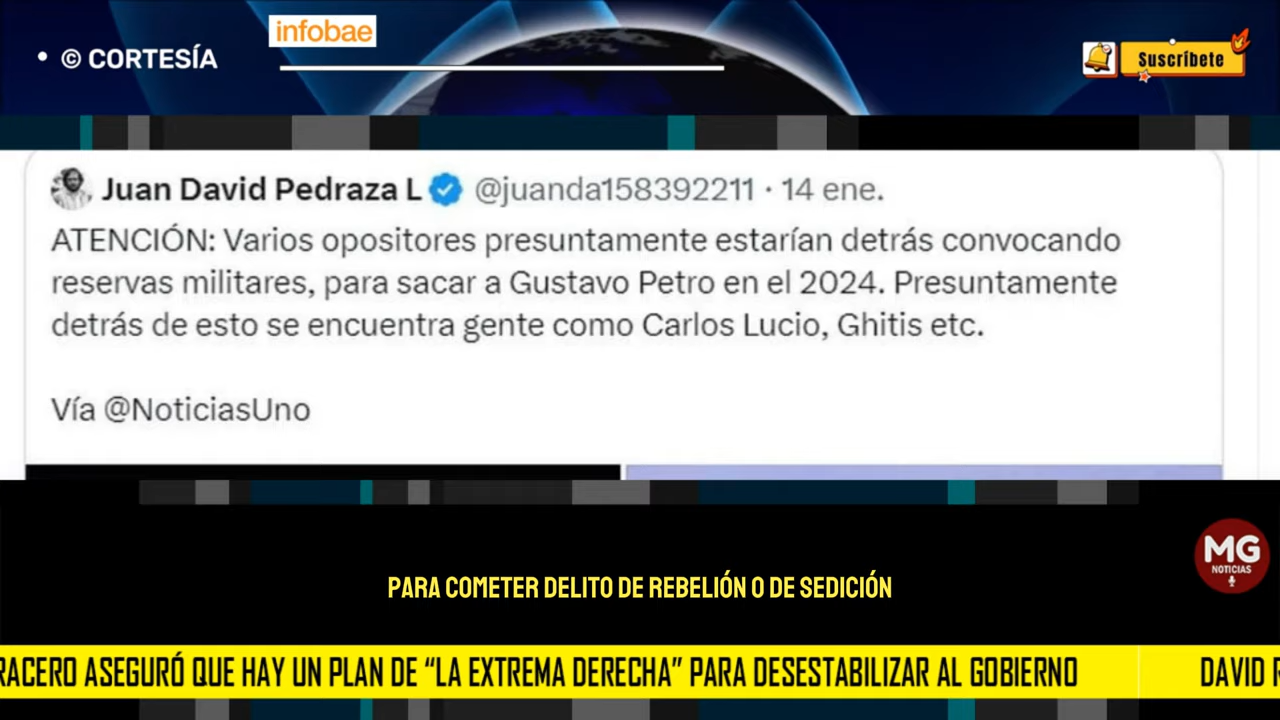 infobae
• © CORTESÍA
Suscríbete
Juan David Pedraza L @juanda158392211 · 14 ene.
ATENCIÓN: Varios opositores presuntamente estarían detrás convocando
reservas militares, para sacar a Gustavo Petro en el 2024. Presuntamente
detrás de esto se encuentra gente como Carlos Lucio, Ghitis etc.
Vía @NoticiasUno
MG
NOTICIAS
PARA COMETER DELITO DE REBELIÓN O DE SEDICIÓN
RACERO ASEGURÓ QUE HAY UN PLAN DE “LA EXTREMA DERECHA” PARA DESESTABILIZAR AL GOBIERNO DAVID